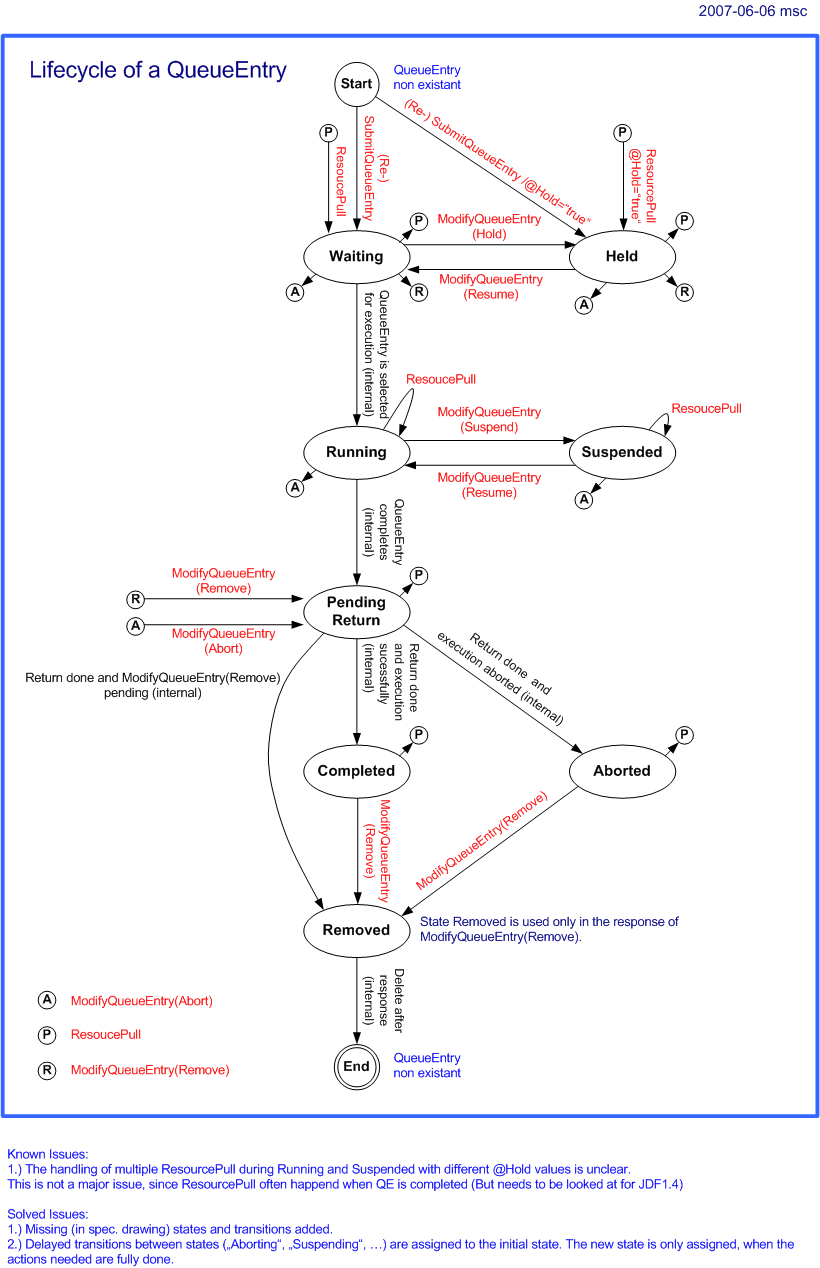 2007-06-06 msc
Lifecycle of a QueueEntry
Start
QueueEntry
non existant
P
ResoucePull
(Re-)
SubmitQueueEntry
(Re-) SubmitQueueEntry /@Hold="true"
P
ResourcePull
@Hold="true"
Waiting
P
A
R
ModifyQueueEntry
(Hold)
ModifyQueueEntry
(Resume)
Held
P
A
R
QueueEntry is selected
for execution (internal)
ResoucePull
Running
A
ModifyQueueEntry
(Suspend)
ModifyQueueEntry
(Resume)
ResoucePull
Suspended
A
QueueEntry
completes
(internal)
R
ModifyQueueEntry
(Remove)
A
ModifyQueueEntry
(Abort)
Pending
Return
P
Return done and ModifyQueueEntry(Remove)
pending (internal)
Return done
and execution
sucessfully
(internal)
Return done  and
execution aborted (internal)
Completed
P
Aborted
P
ModifyQueueEntry
(Remove)
ModifyQueueEntry(Remove)
Removed
State Removed is used only in the response of
ModifyQueueEntry(Remove).
Delete after
response
(internal)
A ModifyQueueEntry(Abort)
P ResoucePull
R ModifyQueueEntry(Remove)
End
QueueEntry
non existant
Known Issues:
1.) The handling of multiple ResourcePull during Running and Suspended with different @Hold values is unclear.
This is not a major issue, since ResourcePull often happend when QE is completed (But needs to be looked at for JDF1.4)
Solved Issues:
1.) Missing (in spec. drawing) states and transitions added.
2.) Delayed transitions between states („Aborting“, „Suspending“, …) are assigned to the initial state. The new state is only assigned, when the
actions needed are fully done.